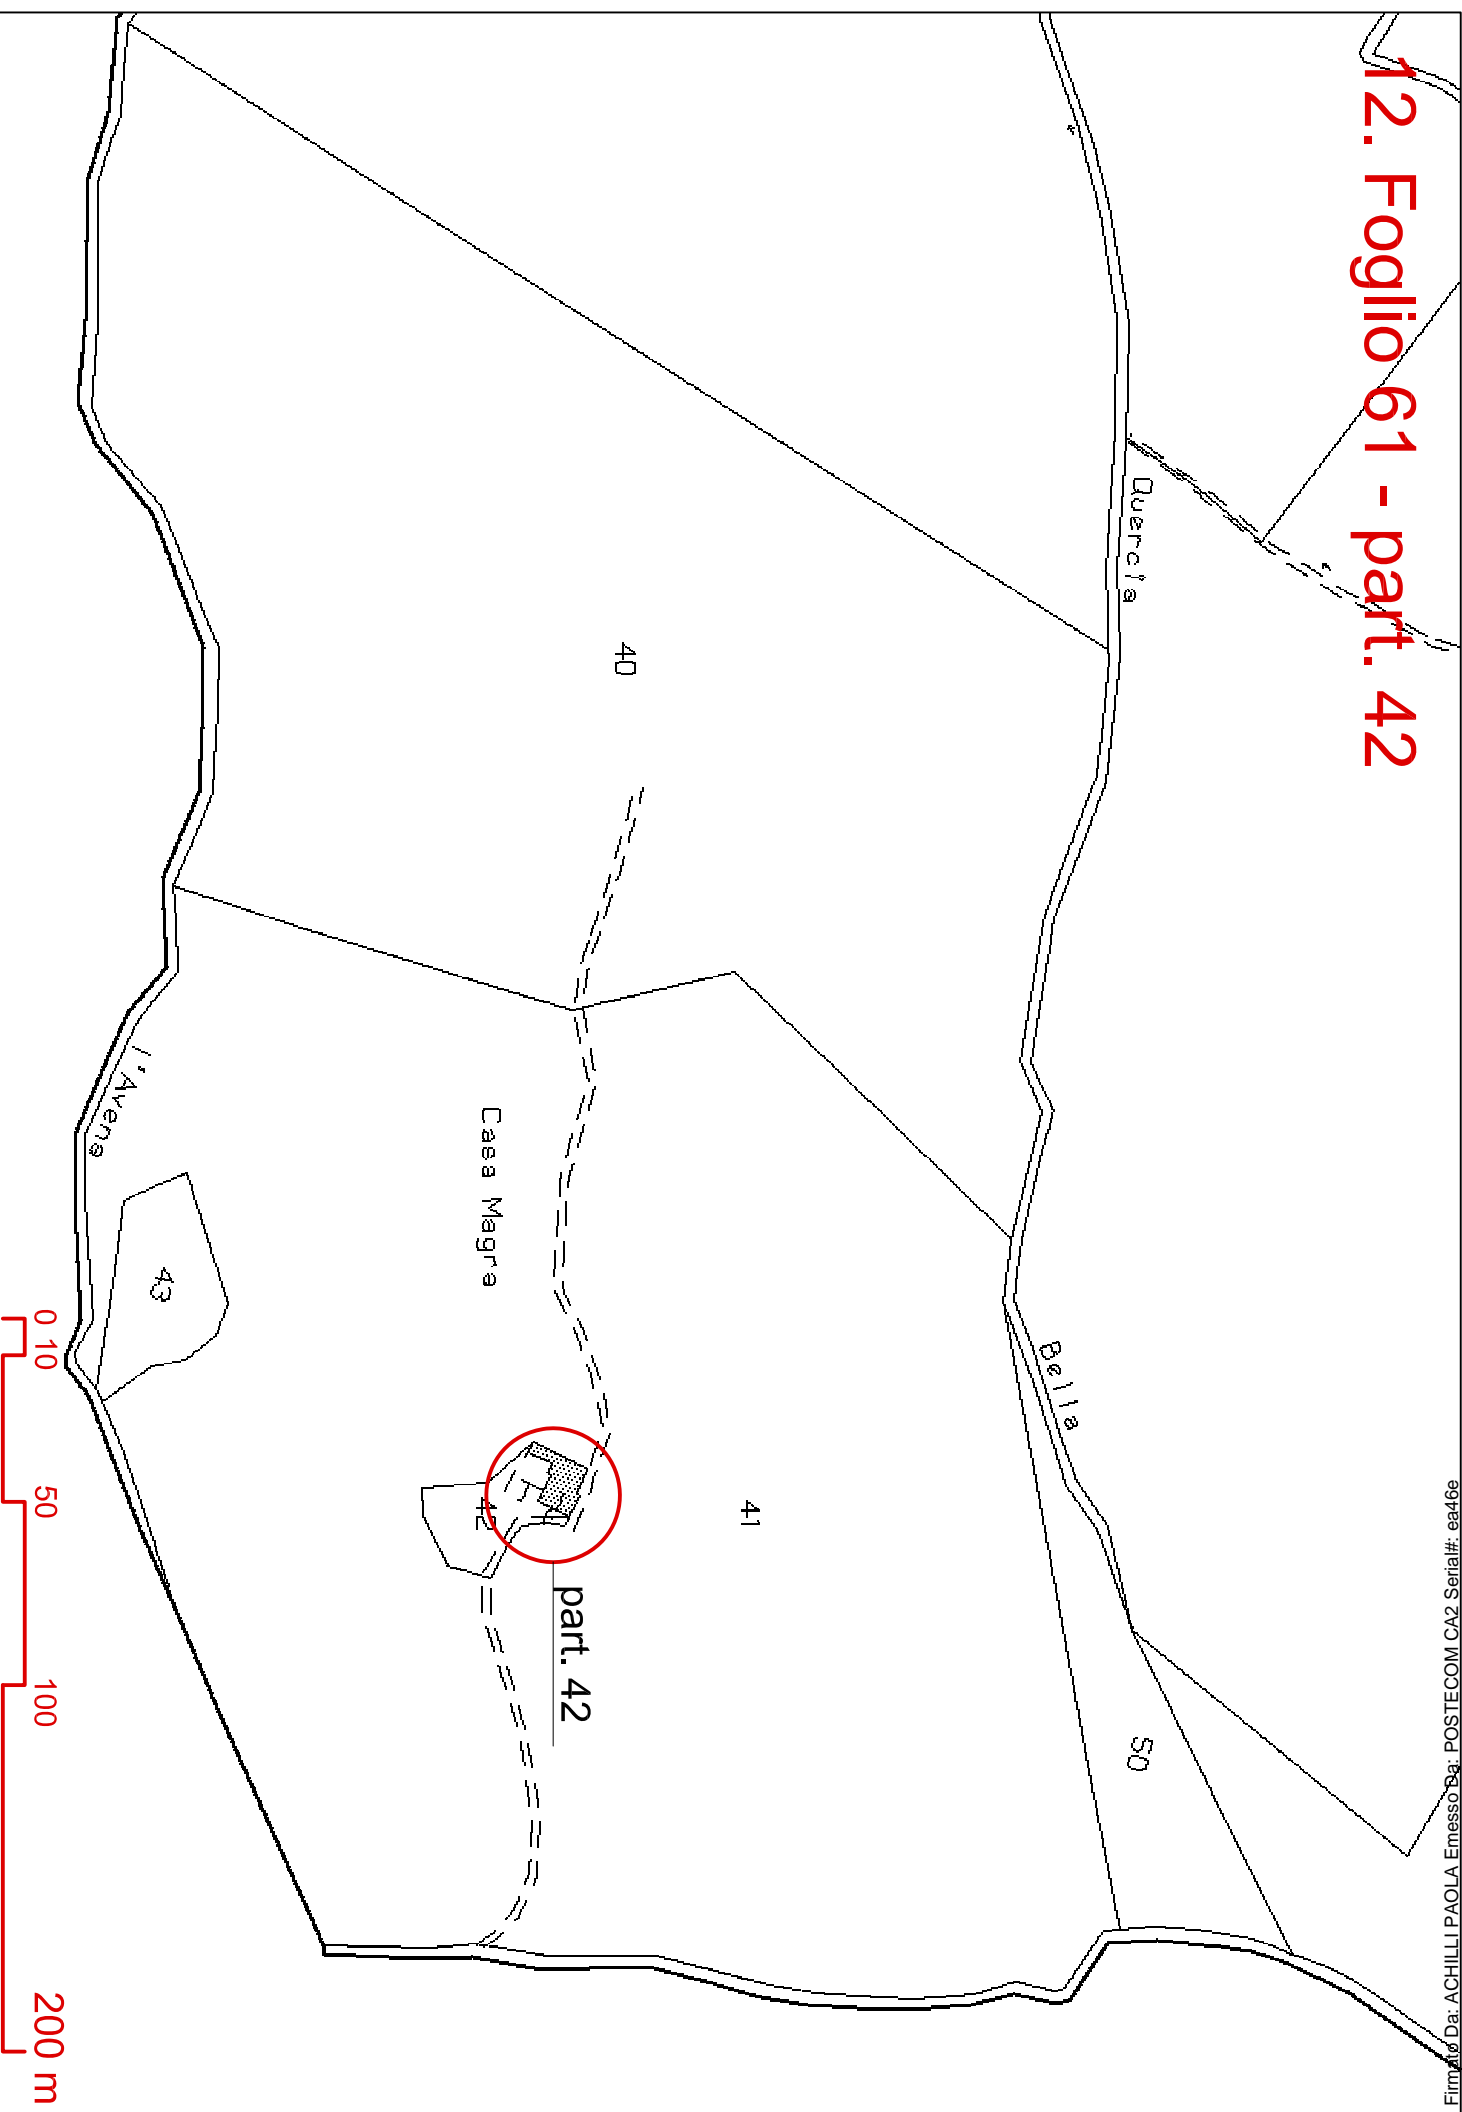 12. Foglio 61 - part. 42
Firmato Da: ACHILLI PAOLA Emesso Da: POSTECOM CA2 Serial#: ea46e
Quercia
Bella
50
40
41
part. 42
42
Casa Magra
l'Avena
43
0 10 50 100 200 m